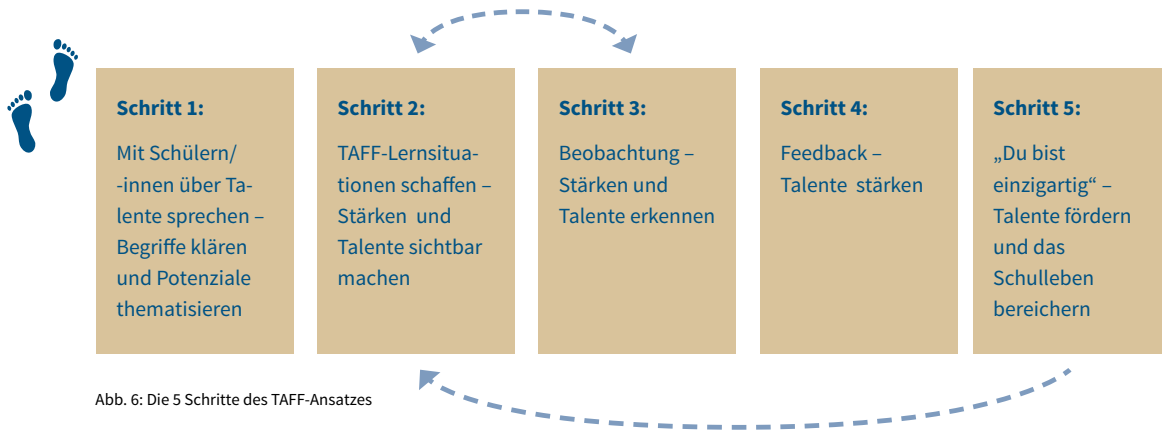 Schritt 1:
Mit Schülern/
-innen über Ta-
lente sprechen –
Begriffe klären
und Potenziale
thematisieren
Schritt 2:
TAFF-Lernsitua-
tionen schaffen –
Stärken und
Talente sichtbar
machen
Schritt 3:
Beobachtung –
Stärken und
Talente erkennen
Schritt 4:
Feedback –
Talente stärken
Schritt 5:
„Du bist
einzigartig“ –
Talente fördern
und das
Schulleben
bereichern
Abb. 6: Die 5 Schritte des TAFF-Ansatzes